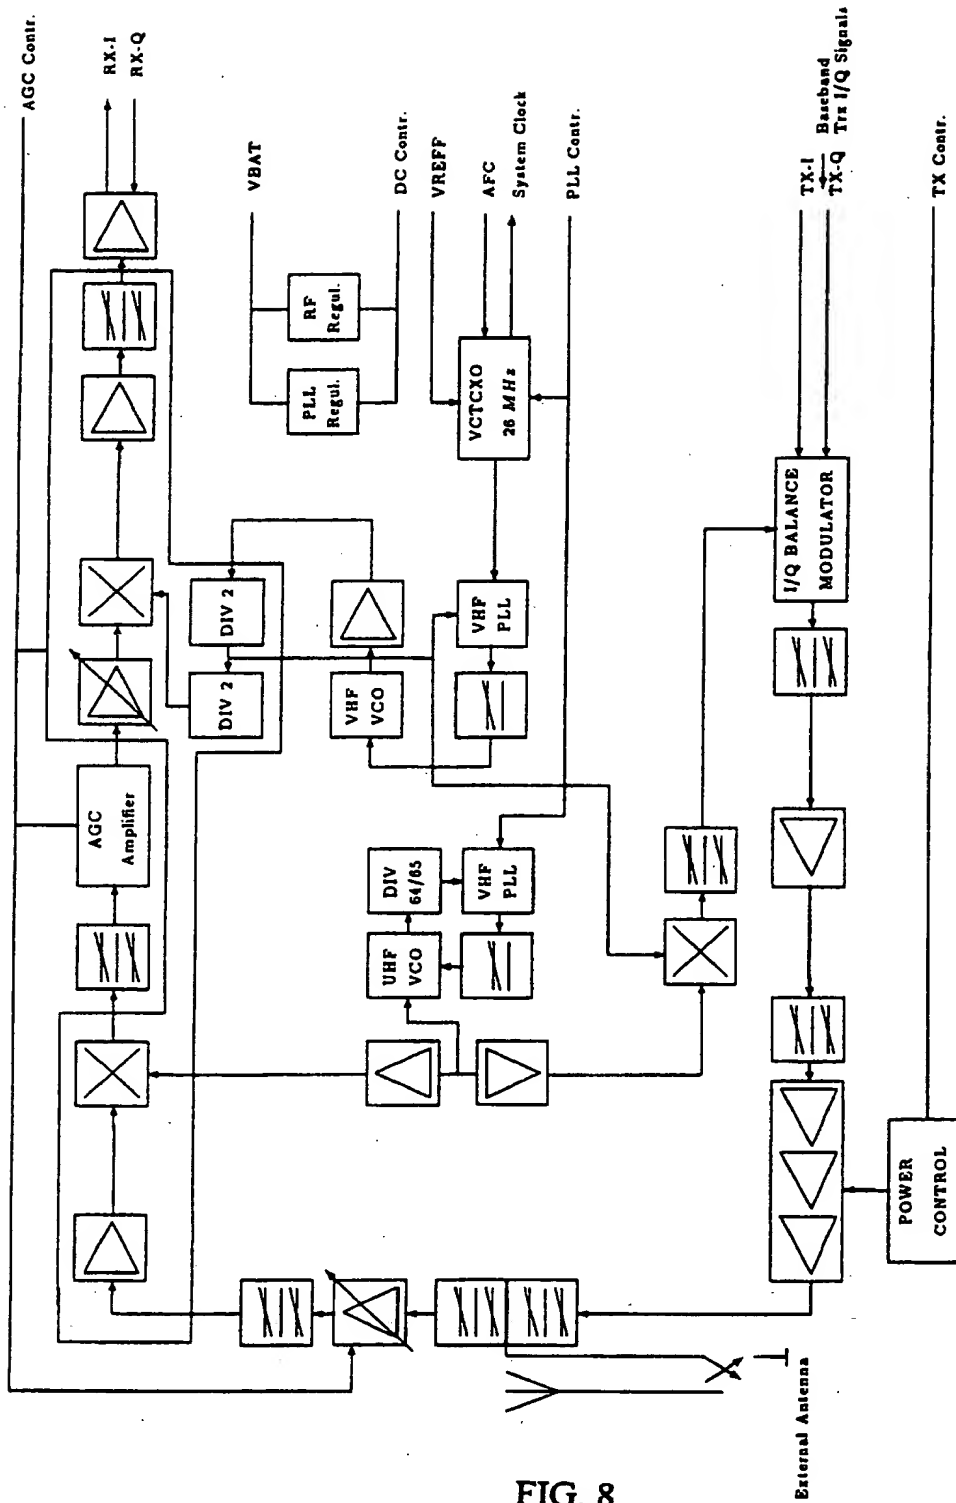 AGC Contr.
RX-I
RX-Q
VBAT
DC Contr.
VREFF
AFC
System Clock
PLL Contr.
TX-I
TX-Q
Baseband
Trx I/Q Signals
TX Contr.
RF
Regul.
PLL
Regul.
VCTCXO
26 MHz
I/Q BALANCE
MODULATOR
DIV 2
DIV 2
VHF
PLL
VHF
VCO
AGC
Amplifier
DIV
64/65
VHF
PLL
UHF
VCO
POWER
CONTROL
External Antenna
FIG. 8